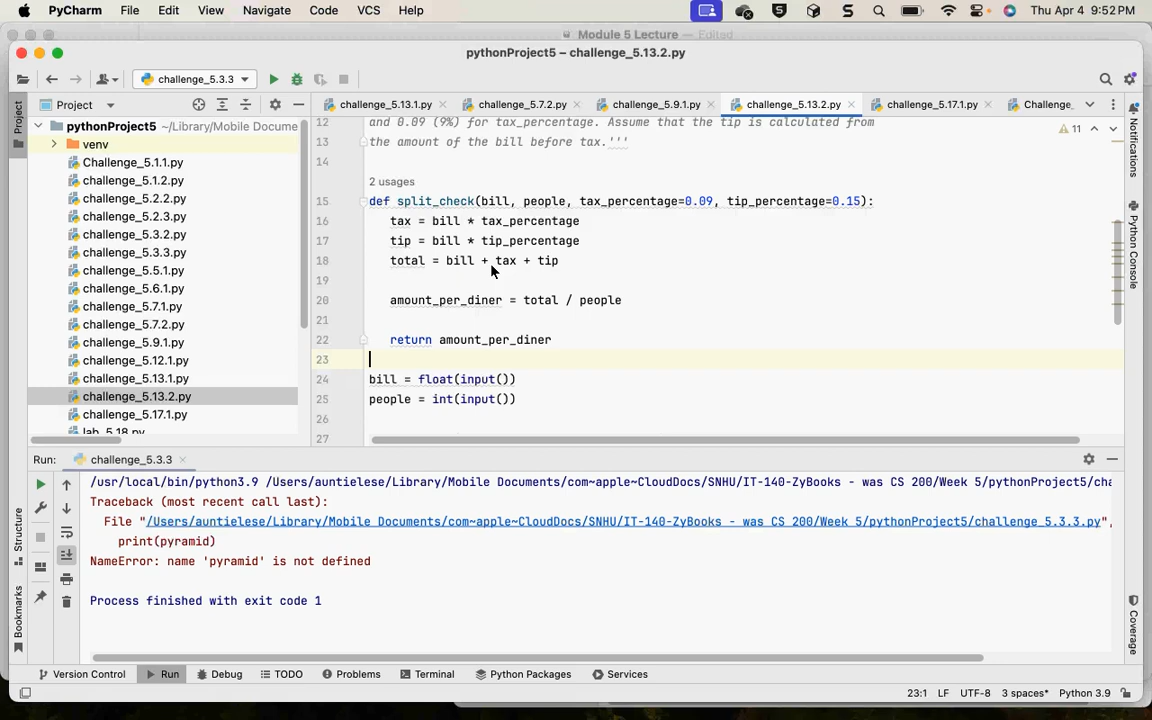 PyCharm File Edit View Navigate Code Refactor Run Tools VCS Help Thu Apr 4 9:52 PM
Module 5 Lecture — Edited
pythonProject5 – challenge_5.13.2.py
challenge_5.3.3
Project
Project
challenge_5.13.1.py
challenge_5.7.2.py
challenge_5.9.1.py
challenge_5.13.2.py
challenge_5.17.1.py
Challenge_
pythonProject5 ~/Library/Mobile Docume
venv
Challenge_5.1.1.py
challenge_5.1.2.py
challenge_5.2.2.py
challenge_5.2.3.py
challenge_5.3.2.py
challenge_5.3.3.py
challenge_5.5.1.py
challenge_5.6.1.py
challenge_5.7.1.py
challenge_5.7.2.py
challenge_5.9.1.py
challenge_5.12.1.py
challenge_5.13.1.py
challenge_5.13.2.py
challenge_5.17.1.py
lab_5.18.py
11
12 and 0.09 (9%) for tax_percentage. Assume that the tip is calculated from
13 the amount of the bill before tax.'''
14
2 usages
15 def split_check(bill, people, tax_percentage=0.09, tip_percentage=0.15):
16 tax = bill * tax_percentage
17 tip = bill * tip_percentage
18 total = bill + tax + tip
19
20 amount_per_diner = total / people
21
22 return amount_per_diner
23
24 bill = float(input())
25 people = int(input())
26
27
Notifications
Python Console
Coverage
Structure
Bookmarks
Run: challenge_5.3.3
/usr/local/bin/python3.9 /Users/auntielese/Library/Mobile Documents/com~apple~CloudDocs/SNHU/IT-140-ZyBooks - was CS 200/Week 5/pythonProject5/cha
Traceback (most recent call last):
File "/Users/auntielese/Library/Mobile Documents/com~apple~CloudDocs/SNHU/IT-140-ZyBooks - was CS 200/Week 5/pythonProject5/challenge_5.3.3.py",
print(pyramid)
NameError: name 'pyramid' is not defined
Process finished with exit code 1
Version Control Run Debug TODO Problems Terminal Python Packages Services
23:1 LF UTF-8 3 spaces* Python 3.9